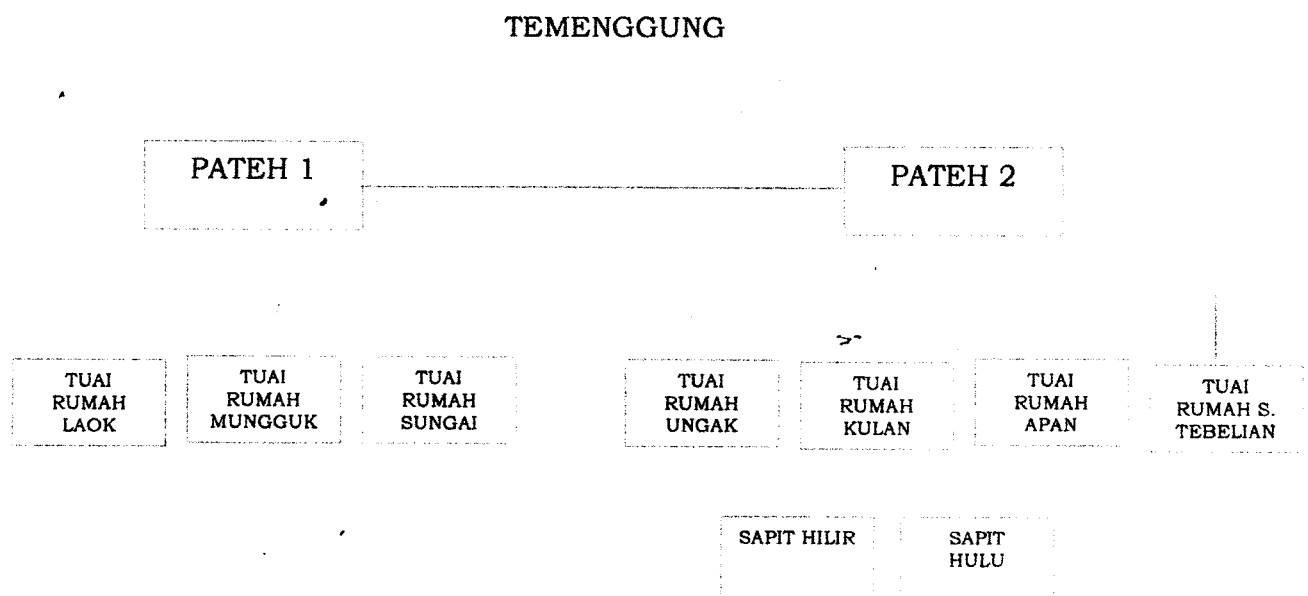 TEMENGGUNG
PATEH 1
PATEH 2
TUAI
RUMAH
LAOK
TUAI
RUMAH
MUNGGUK
TUAI
RUMAH
SUNGAI
TUAI
RUMAH
UNGAK
TUAI
RUMAH
KULAN
TUAI
RUMAH
APAN
TUAI
RUMAH S.
TEBELIAN
SAPIT HILIR
SAPIT
HULU